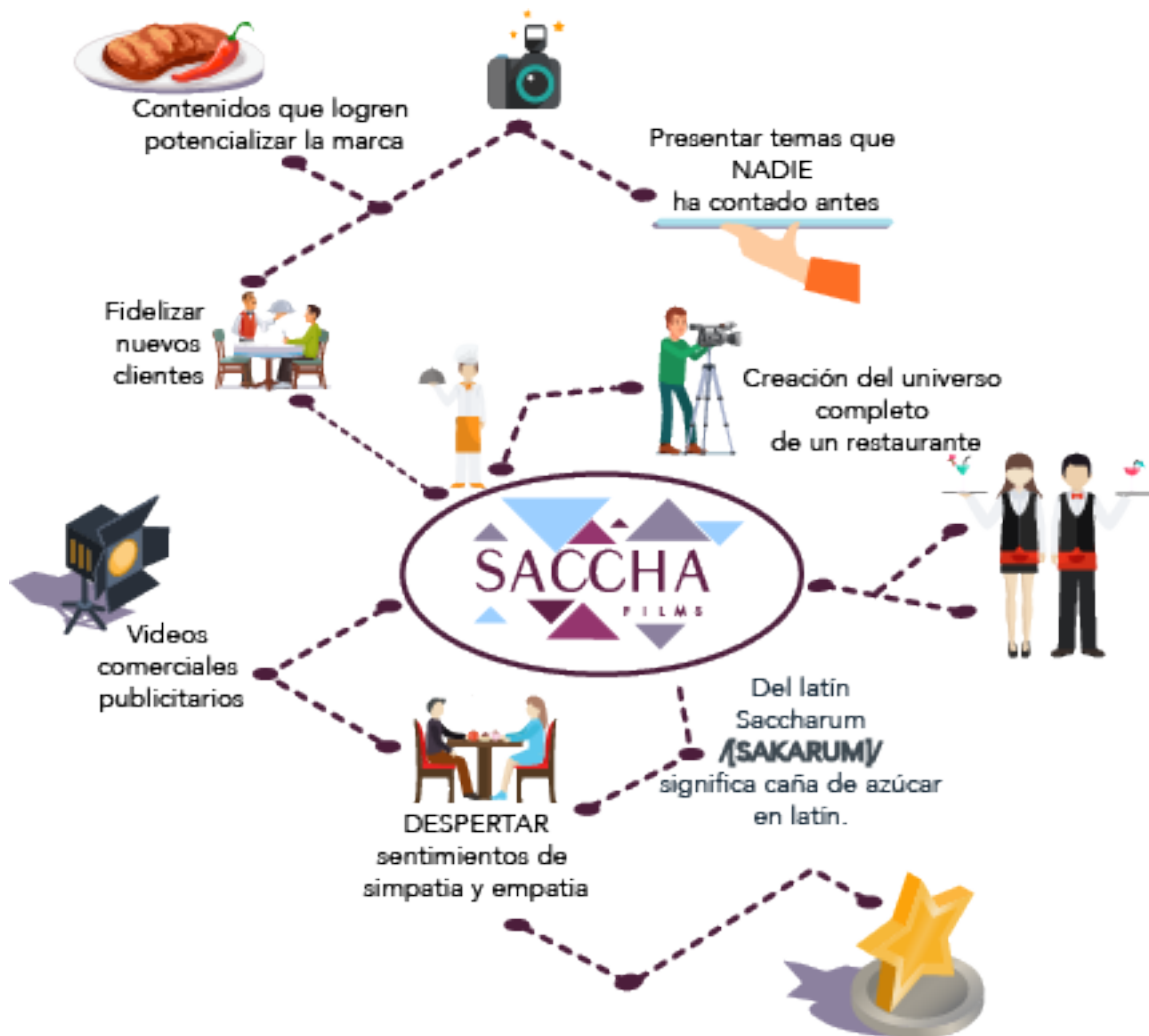 Contenidos que logren
potencializar la marca
Presentar temas que
NADIE
ha contado antes
Fidelizar
nuevos
clientes
Creación del universo
completo
de un restaurante
SACCHA
FILMS
Videos
comerciales
publicitarios
Del latín
Saccharum
/[SAKARUM]/
significa caña de azúcar
en latín.
DESPERTAR
sentimientos de
simpatia y empatia